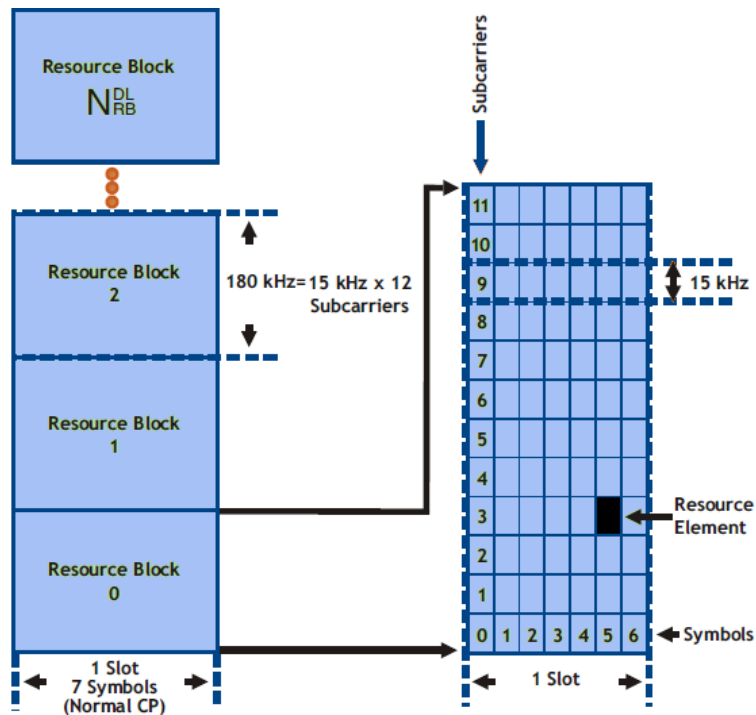 Resource Block
N DL RB
Resource Block
2
180 kHz= 15 kHz x 12
Subcarriers
Resource Block
1
Resource Block
0
1 Slot
7 Symbols
(Normal CP)
Subcarriers
11
10
9
15 kHz
8
7
6
5
4
3
Resource
Element
2
1
0 1 2 3 4 5 6
Symbols
1 Slot